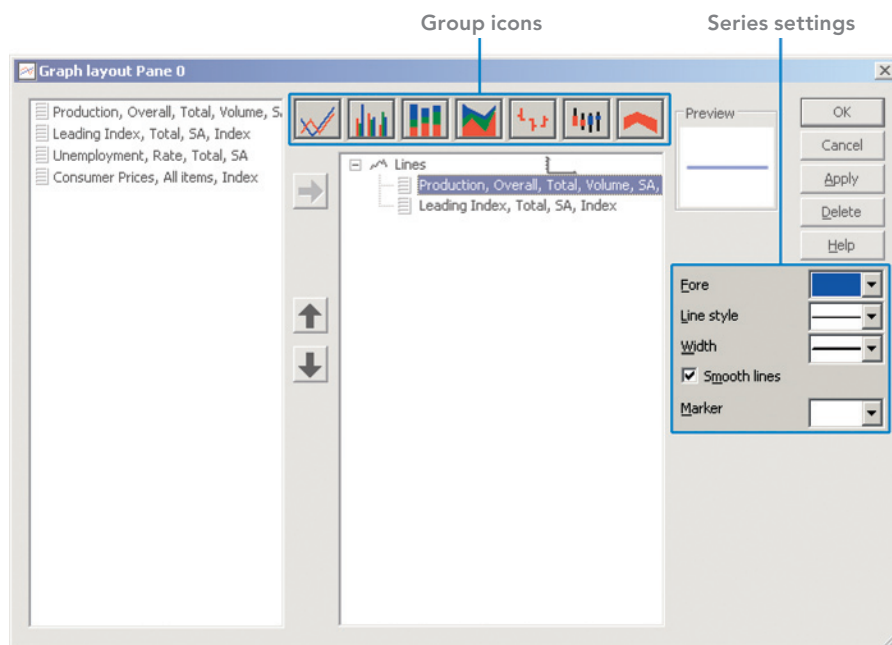 Group icons
Series settings
Graph layout Pane 0
Production, Overall, Total, Volume, S
Leading Index, Total, SA, Index
Unemployment, Rate, Total, SA
Consumer Prices, All items, Index
Lines
Production, Overall, Total, Volume, SA,
Leading Index, Total, SA, Index
Preview
OK
Cancel
Apply
Delete
Help
Fore
Line style
Width
Smooth lines
Marker